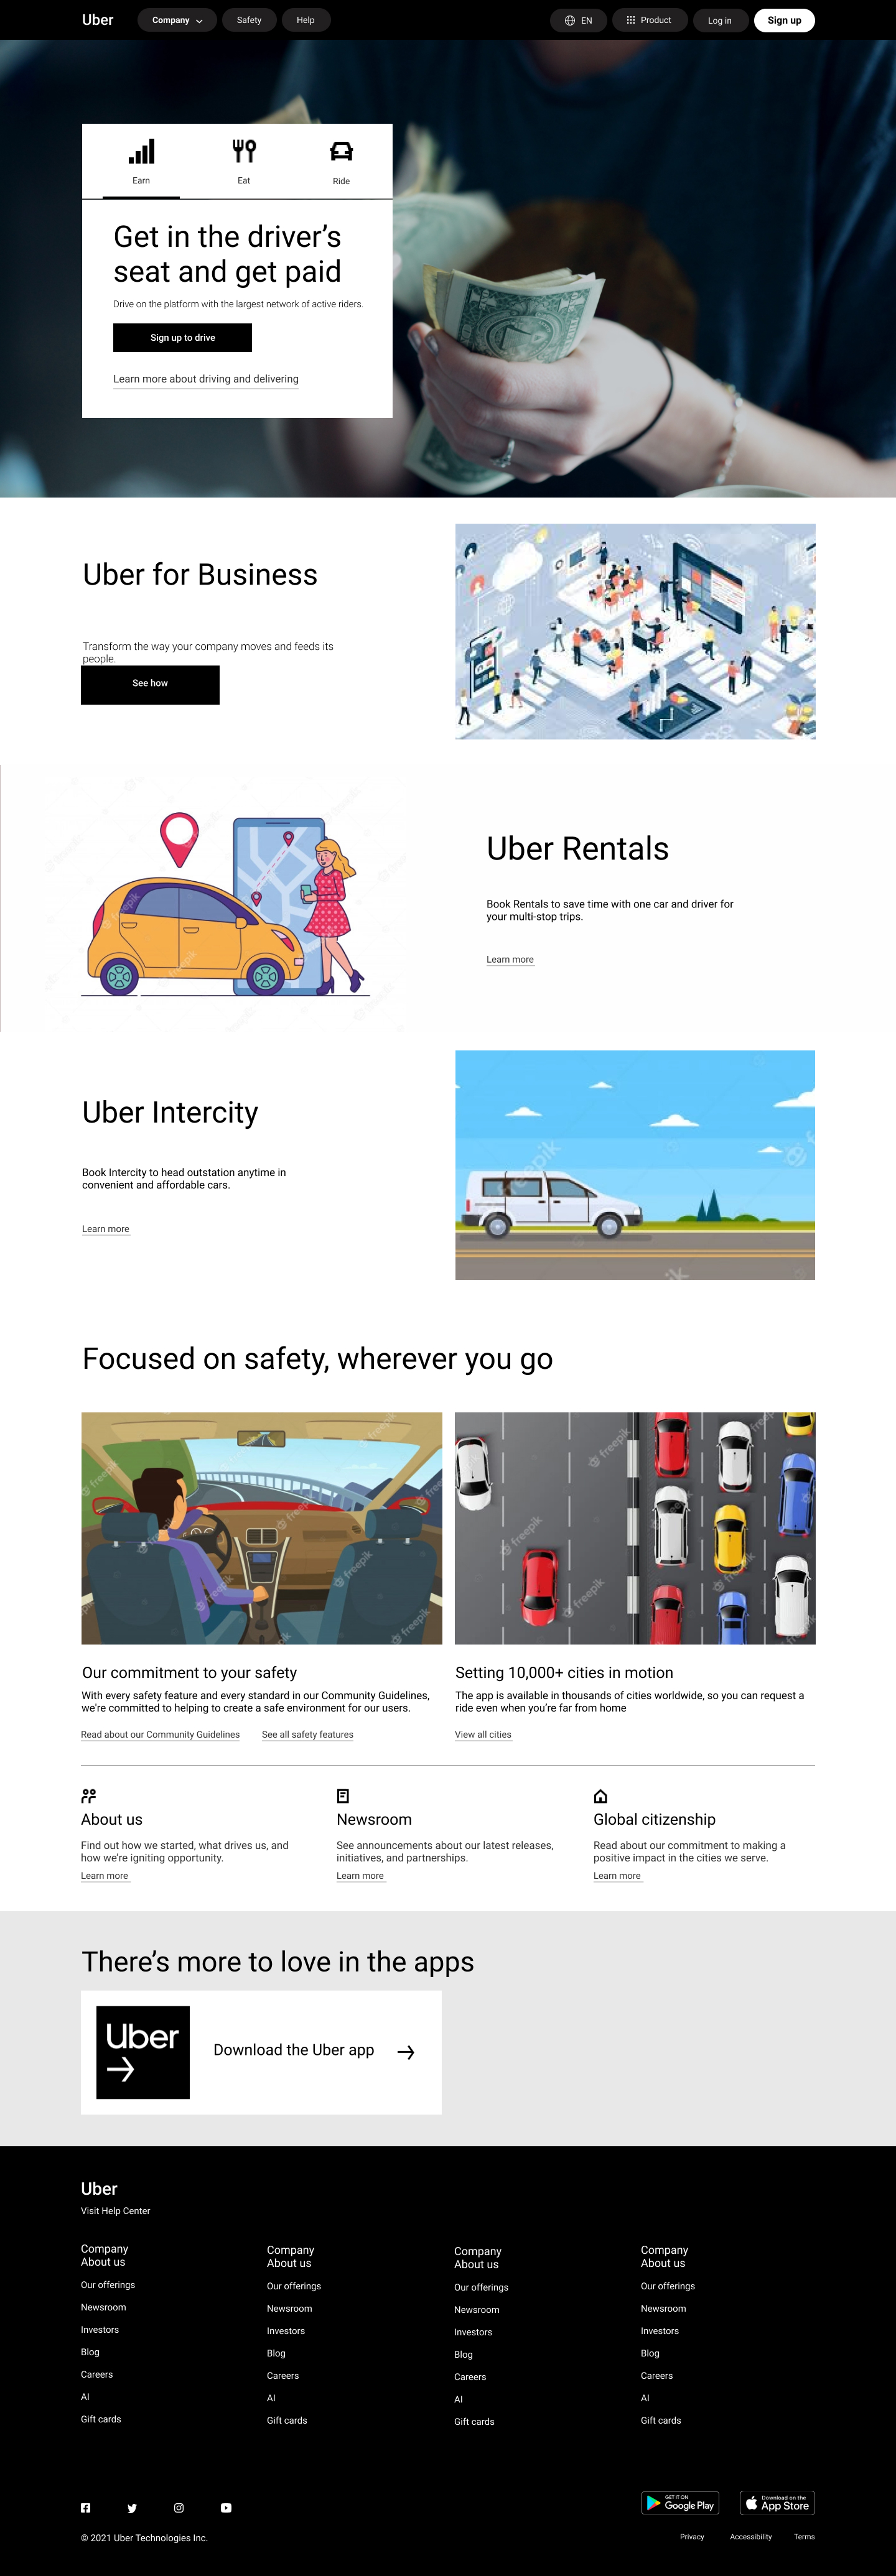 Uber
Company
Safety
Help
EN
Product
Log in
Sign up
Earn
Eat
Ride
Get in the driver’s
seat and get paid
Drive on the platform with the largest network of active riders.
Sign up to drive
Learn more about driving and delivering
Uber for Business
Transform the way your company moves and feeds its
people.
See how
Uber Rentals
Book Rentals to save time with one car and driver for
your multi-stop trips.
Learn more
Uber Intercity
Book Intercity to head outstation anytime in
convenient and affordable cars.
Learn more
freepik
Focused on safety, wherever you go
freepik
freepik
freepik
freepik
freepik
freepik
freepik
freepik
Our commitment to your safety
With every safety feature and every standard in our Community Guidelines,
we're committed to helping to create a safe environment for our users.
Read about our Community Guidelines
See all safety features
Setting 10,000+ cities in motion
The app is available in thousands of cities worldwide, so you can request a
ride even when you’re far from home
View all cities
About us
Find out how we started, what drives us, and
how we’re igniting opportunity.
Learn more
Newsroom
See announcements about our latest releases,
initiatives, and partnerships.
Learn more
Global citizenship
Read about our commitment to making a
positive impact in the cities we serve.
Learn more
There’s more to love in the apps
Uber
Download the Uber app
Uber
Visit Help Center
Company
About us
Our offerings
Newsroom
Investors
Blog
Careers
AI
Gift cards
Company
About us
Our offerings
Newsroom
Investors
Blog
Careers
AI
Gift cards
Company
About us
Our offerings
Newsroom
Investors
Blog
Careers
AI
Gift cards
Company
About us
Our offerings
Newsroom
Investors
Blog
Careers
AI
Gift cards
GET IT ON
Google Play
Download on the
App Store
© 2021 Uber Technologies Inc.
Privacy
Accessibility
Terms